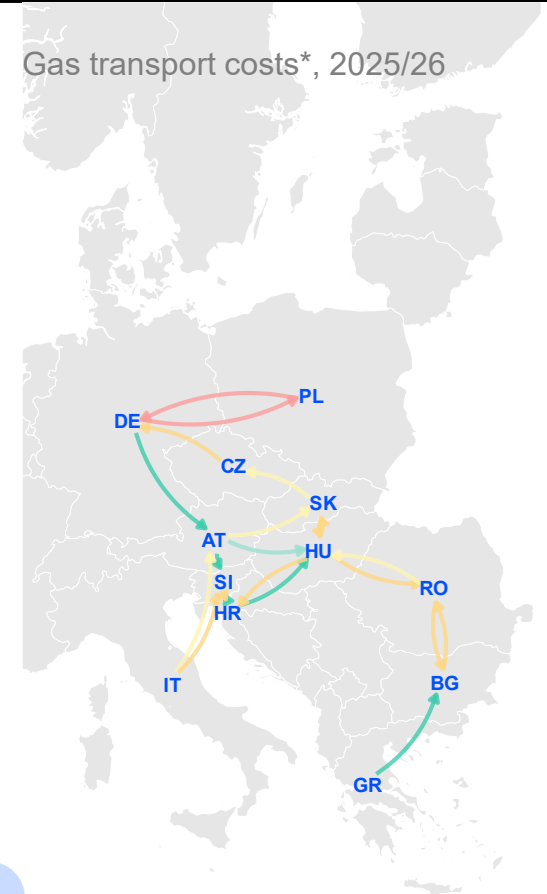 Gas transport costs*, 2025/26
PL
DE
CZ
SK
AT
HU
SI
RO
HR
IT
BG
GR